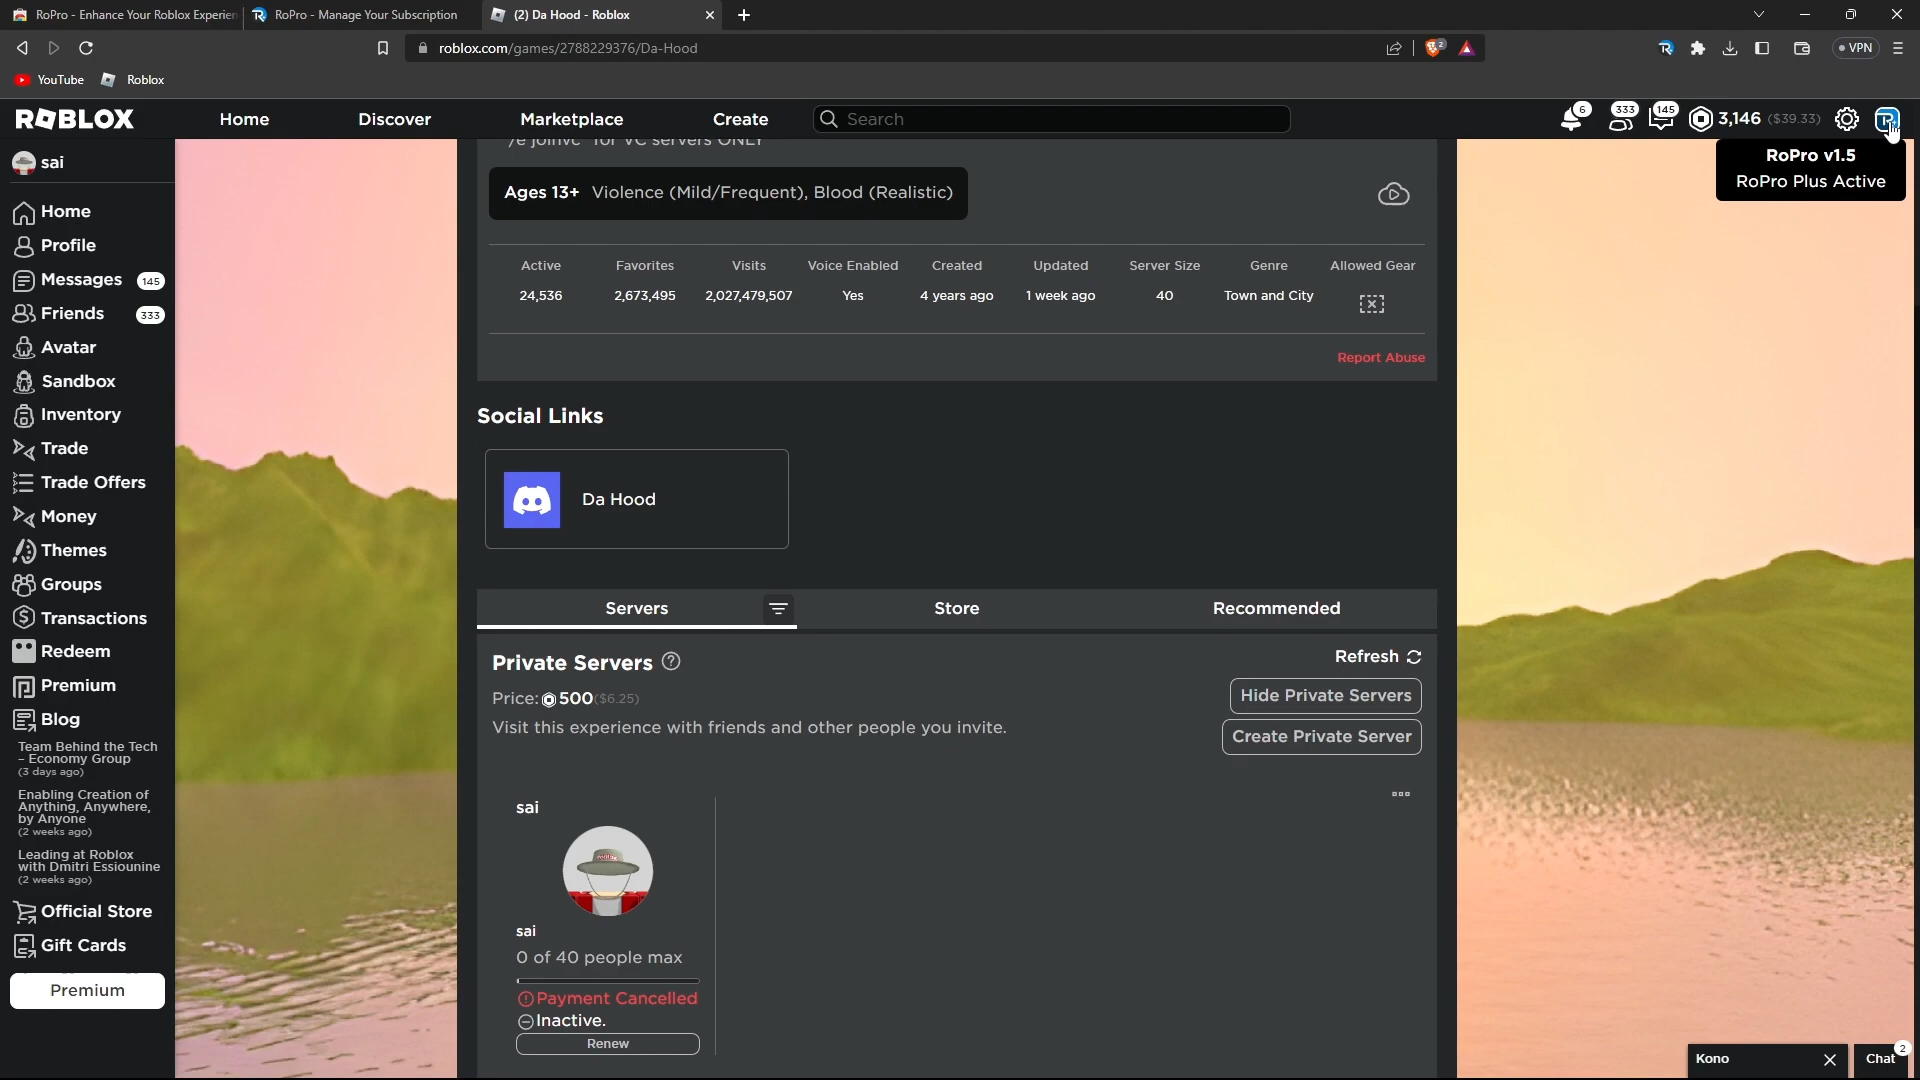 RoPro - Enhance Your Roblox Experien
RoPro - Manage Your Subscription
(2) Da Hood - Roblox
roblox.com/games/2788229376/Da-Hood
2
VPN
YouTube
Roblox
ROBLOX
Home
Discover
Marketplace
Create
Search
6
333
145
3,146 ($39.33)
RoPro v1.5
RoPro Plus Active
sai
Home
Profile
Messages 145
Friends 333
Avatar
Sandbox
Inventory
Trade
Trade Offers
Money
Themes
Groups
Transactions
Redeem
Premium
Blog
Team Behind the Tech
- Economy Group
(3 days ago)
Enabling Creation of
Anything, Anywhere,
by Anyone
(2 weeks ago)
Leading at Roblox
with Dmitri Essiounine
(2 weeks ago)
Official Store
Gift Cards
Premium
/e joinvc for VC servers ONLY
Ages 13+ Violence (Mild/Frequent), Blood (Realistic)
Active Favorites Visits Voice Enabled Created Updated Server Size Genre Allowed Gear
24,536 2,673,495 2,027,479,507 Yes 4 years ago 1 week ago 40 Town and City
Report Abuse
Social Links
Da Hood
Servers
Store
Recommended
Private Servers
Refresh
Price: 500 ($6.25)
Hide Private Servers
Visit this experience with friends and other people you invite.
Create Private Server
sai
sai
0 of 40 people max
Payment Cancelled
Inactive.
Renew
Kono
Chat
2